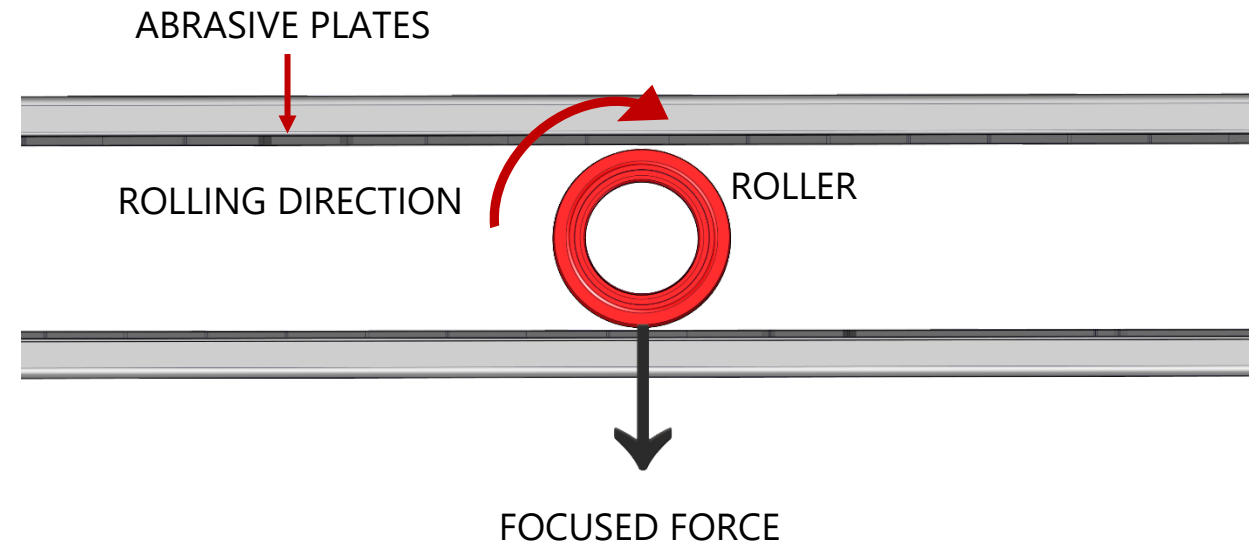 ABRASIVE PLATES
ROLLING DIRECTION
ROLLER
FOCUSED FORCE